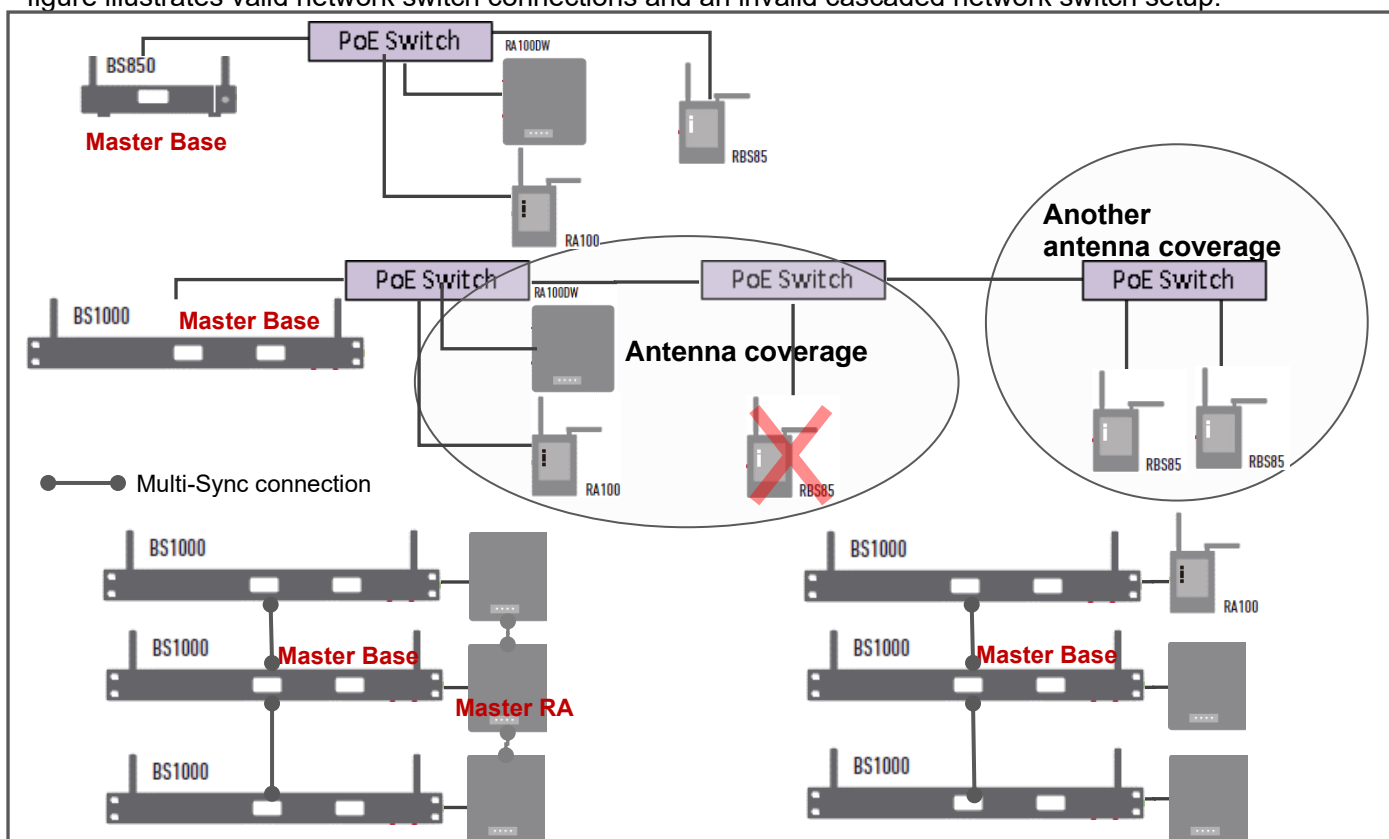 figure illustrates valid network switch connections and an invalid cascaded network switch setup.
PoE Switch
BS850
RA100DW
Master Base
RBS85
RA100
Another
antenna coverage
PoE Switch
PoE Switch
PoE Switch
RA100DW
BS1000
Master Base
Antenna coverage
RA100
RBS85
RBS85
RBS85
Multi-Sync connection
BS1000
BS1000
Master Base
Master RA
BS1000
BS1000
RA100
BS1000
Master Base
BS1000